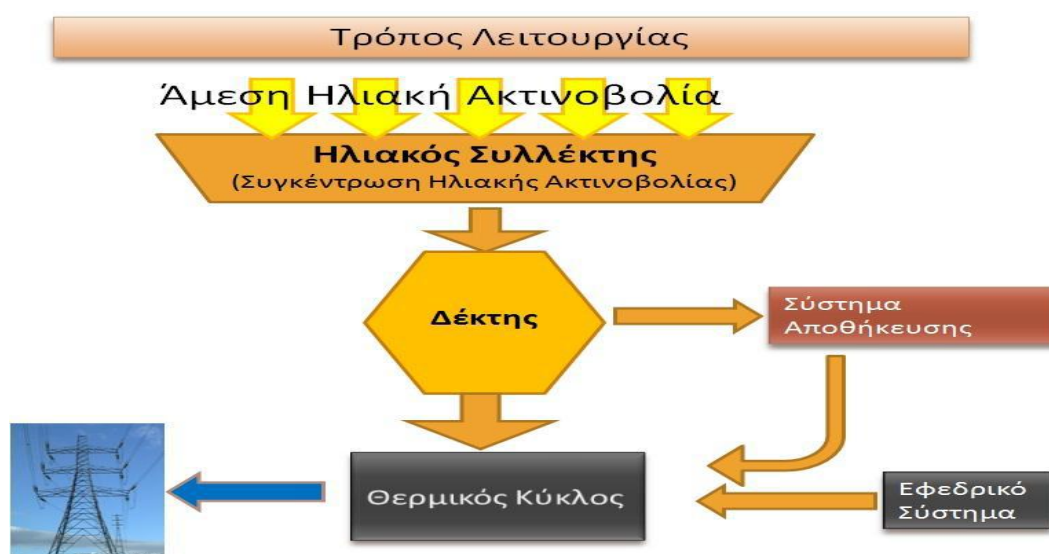 Τρόπος Λειτουργίας
Άμεση Ηλιακή Ακτινοβολία
Ηλιακός Συλλέκτης
(Συγκέντρωση Ηλιακής Ακτινοβολίας)
Δέκτης
Σύστημα
Αποθήκευσης
Θερμικός Κύκλος
Εφεδρικό
Σύστημα